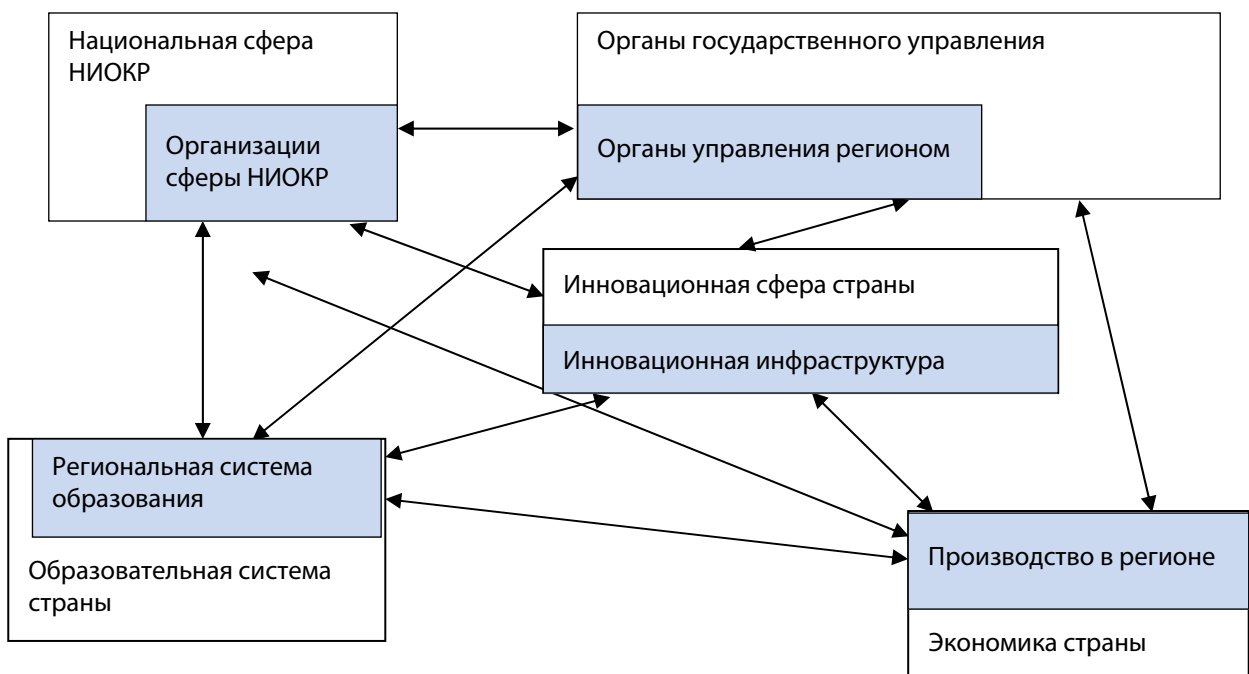 Национальная сфера
НИОКР
Организации
сферы НИОКР
Органы государственного управления
Органы управления регионом
Инновационная сфера страны
Инновационная инфраструктура
Региональная система
образования
Образовательная система
страны
Производство в регионе
Экономика страны